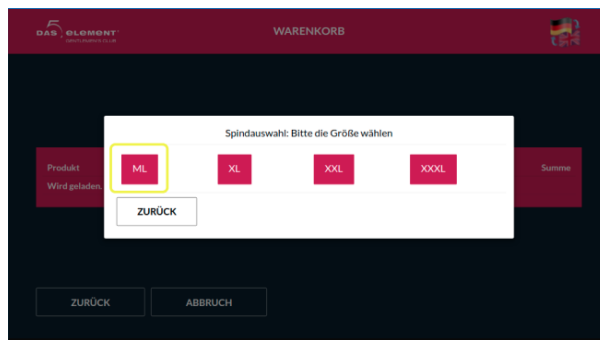 5
DAS ELEMENT
WARENKORB
Spindauswahl: Bitte die Größe wählen
Produkt
Summe
ML
XL
XXL
XXXL
Wird geladen.
ZURÜCK
ZURÜCK
ABBRUCH